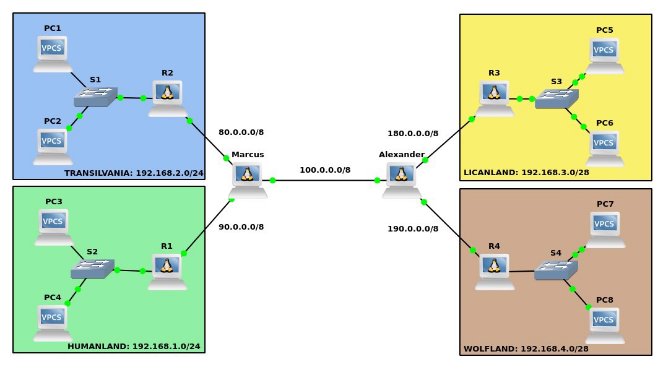 PC1
VPCS
S1
R2
PC2
VPCS
TRANSILVANIA: 192.168.2.0/24
80.0.0.0/8
Marcus
100.0.0.0/8
Alexander
180.0.0.0/8
PC5
VPCS
R3
S3
PC6
VPCS
LICANLAND: 192.168.3.0/28
PC3
VPCS
S2
R1
PC4
VPCS
HUMANLAND: 192.168.1.0/24
90.0.0.0/8
190.0.0.0/8
PC7
VPCS
R4
S4
PC8
VPCS
WOLFLAND: 192.168.4.0/28